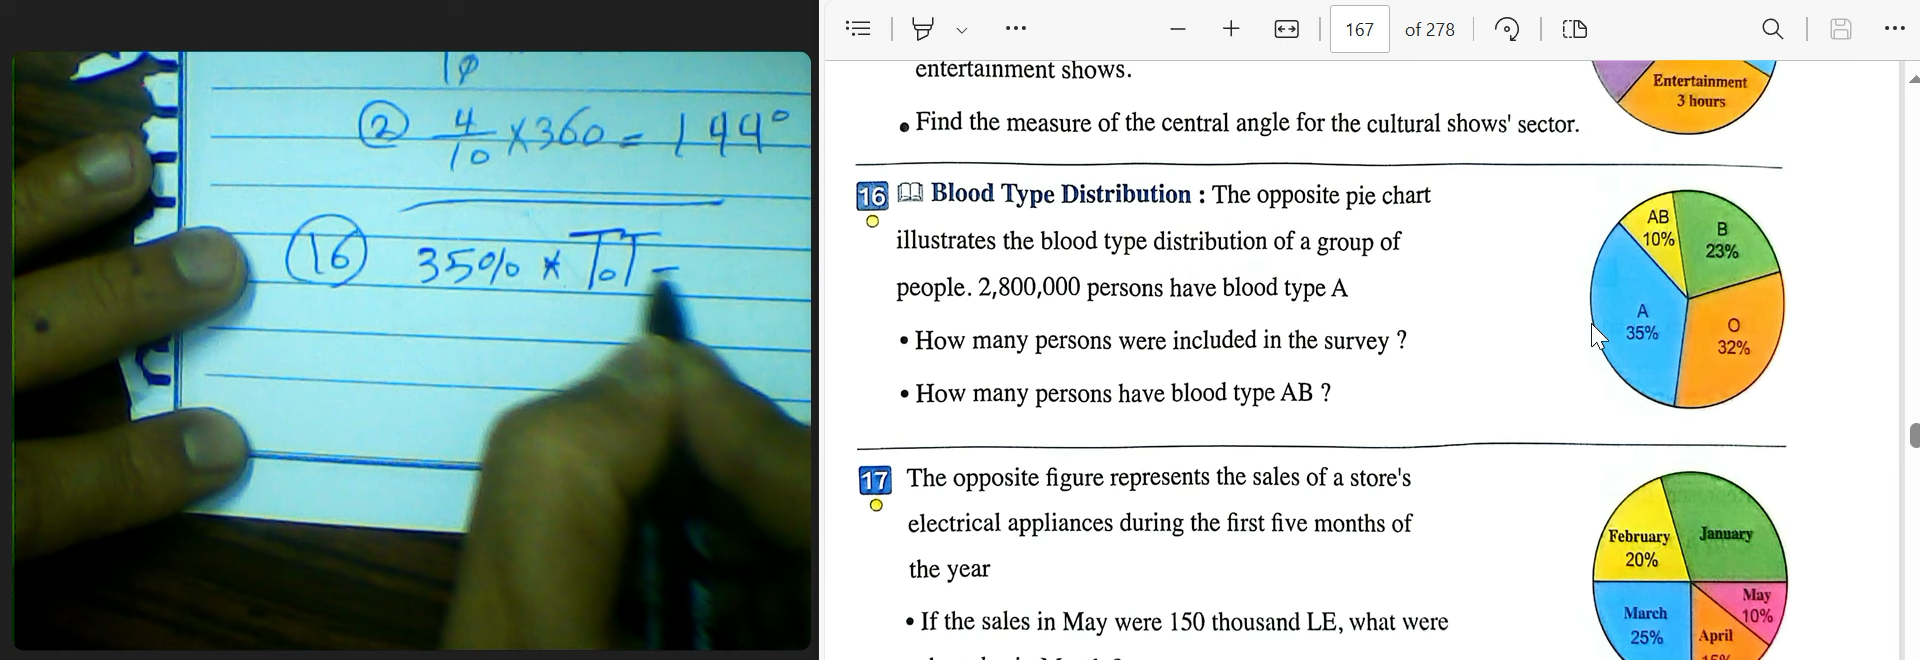 10
② 4/10 × 360 = 144°
⑯ 35% * ToT =
167 of 278
entertainment shows.
• Find the measure of the central angle for the cultural shows' sector.
Entertainment
3 hours
16 Blood Type Distribution : The opposite pie chart
illustrates the blood type distribution of a group of
people. 2,800,000 persons have blood type A
• How many persons were included in the survey ?
• How many persons have blood type AB ?
AB
10%
B
23%
A
35%
O
32%
17 The opposite figure represents the sales of a store's
electrical appliances during the first five months of
the year
• If the sales in May were 150 thousand LE, what were
February
20%
January
May
10%
March
25%
April
15%